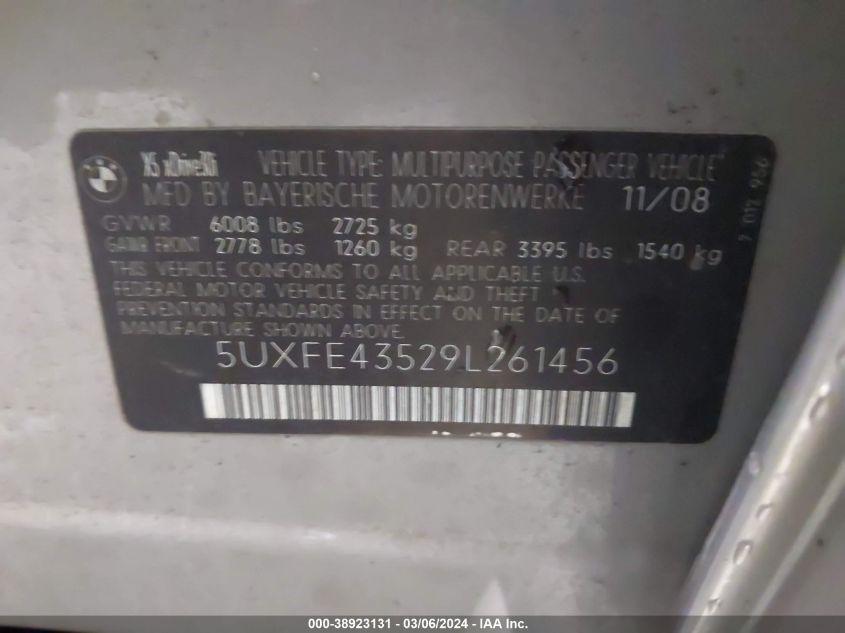 X5 xDrive30i VEHICLE TYPE: MULTIPURPOSE PASSENGER VEHICLE
MFD BY BAYERISCHE MOTORENWERKE 11/08
GVWR 6008 lbs 2725 kg
GAWR FRONT 2778 lbs 1260 kg REAR 3395 lbs 1540 kg
THIS VEHICLE CONFORMS TO ALL APPLICABLE U.S.
FEDERAL MOTOR VEHICLE SAFETY AND THEFT
PREVENTION STANDARDS IN EFFECT ON THE DATE OF
MANUFACTURE SHOWN ABOVE.
5UXFE43529L261456
7 017 956
000-38923131 - 03/06/2024 - © IAA, Inc.